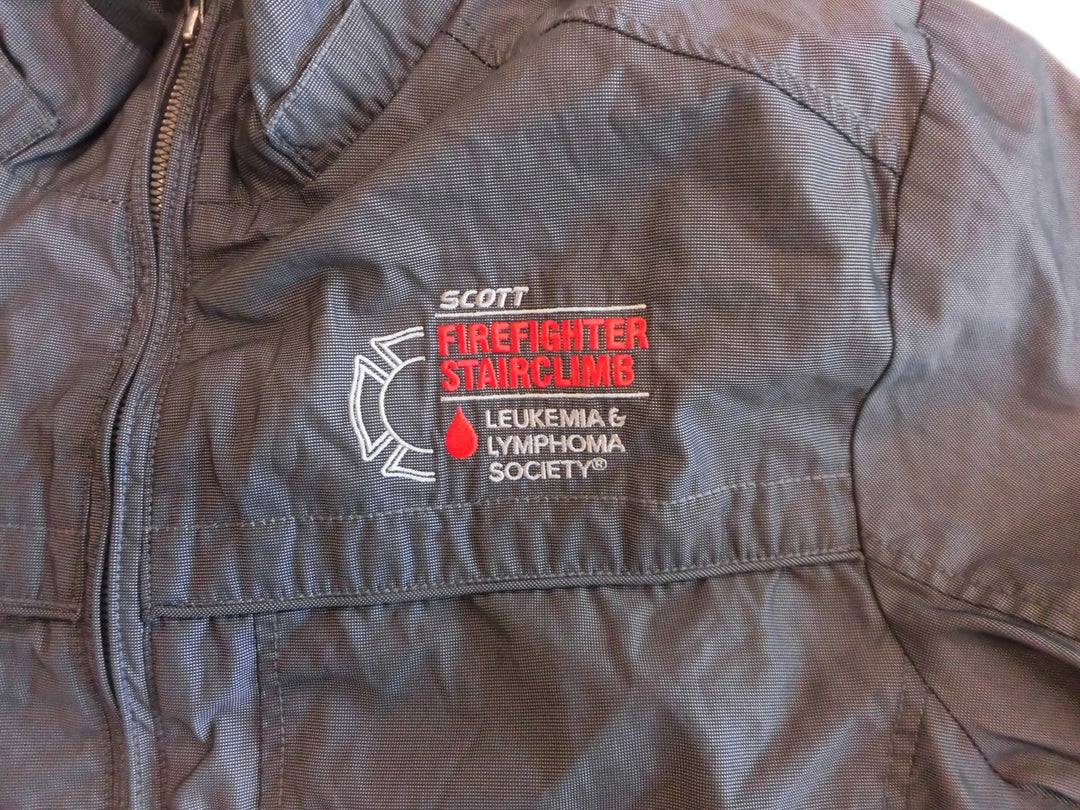 SCOTT
FIREFIGHTER
STAIRCLIMB
LEUKEMIA &
LYMPHOMA
SOCIETY®